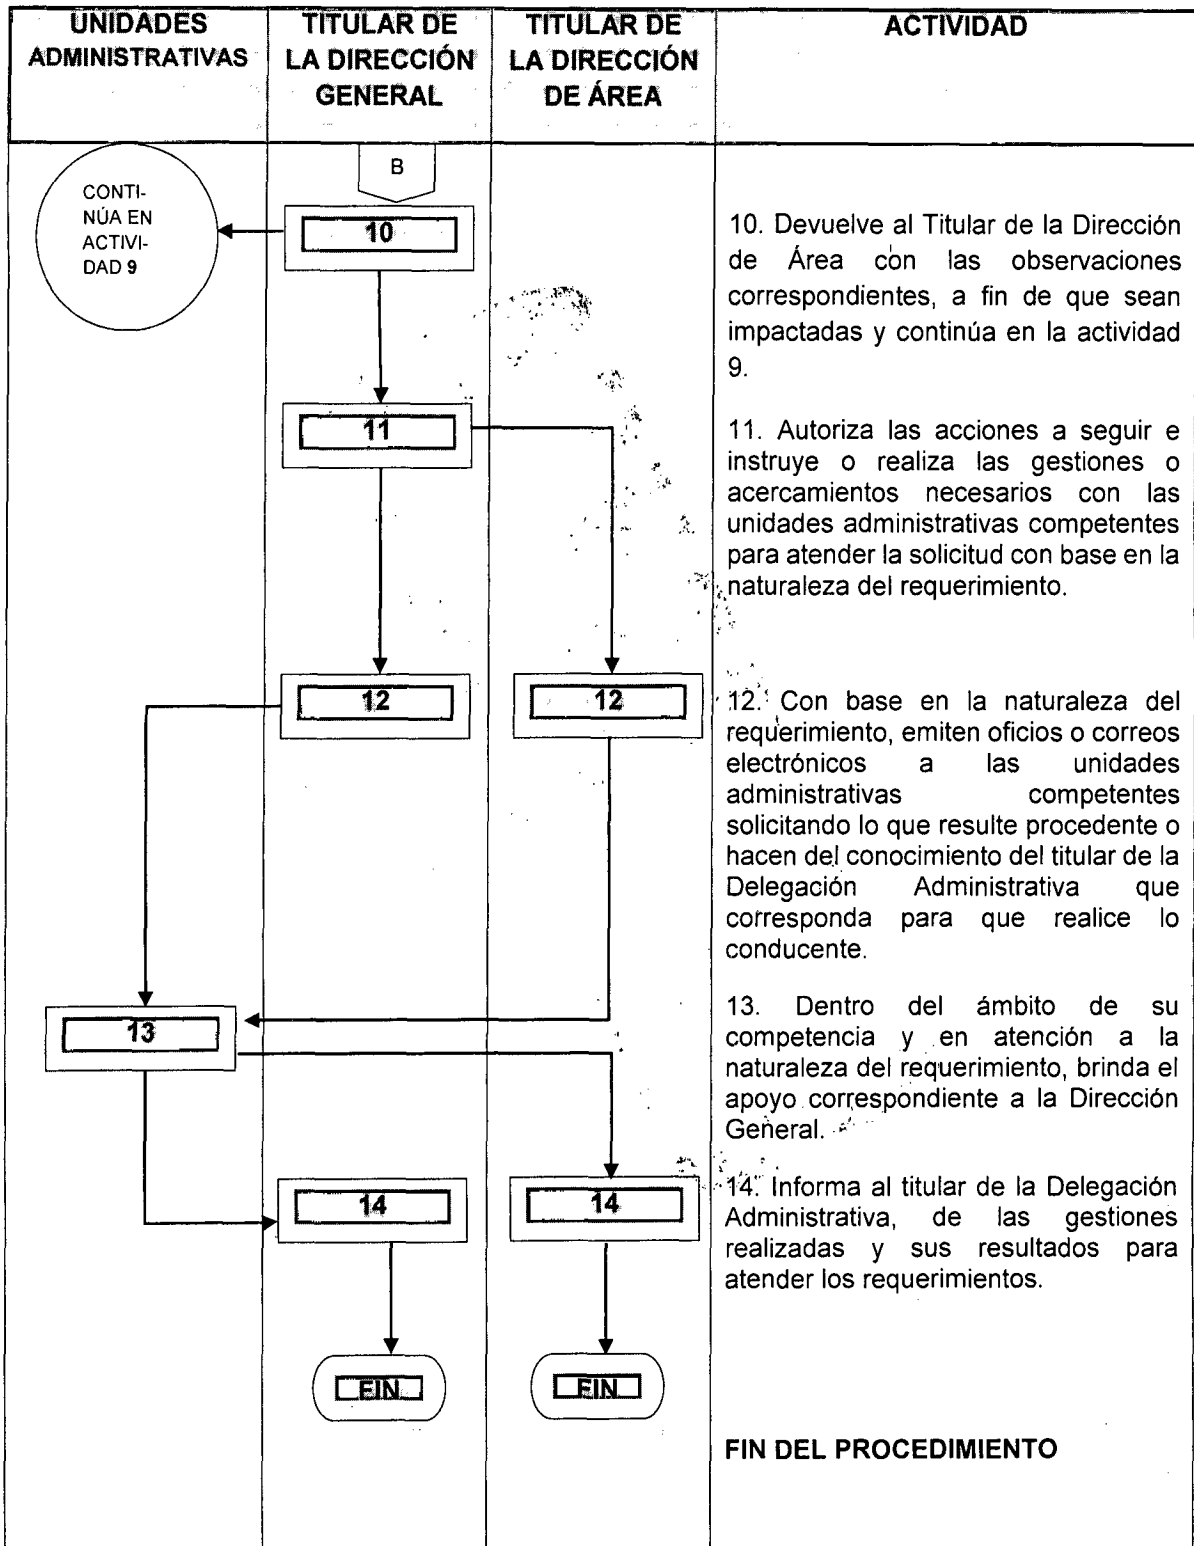 UNIDADES
ADMINISTRATIVAS
TITULAR DE
LA DIRECCIÓN
GENERAL
TITULAR DE
LA DIRECCIÓN
DE ÁREA
ACTIVIDAD
B
CONTI-
NÚA EN
ACTIVI-
DAD 9
10
10. Devuelve al Titular de la Dirección
de Área con las observaciones
correspondientes, a fin de que sean
impactadas y continúa en la actividad
9.
11
11. Autoriza las acciones a seguir e
instruye o realiza las gestiones o
acercamientos necesarios con las
unidades administrativas competentes
para atender la solicitud con base en la
naturaleza del requerimiento.
12
12
12. Con base en la naturaleza del
requerimiento, emiten oficios o correos
electrónicos a las unidades
administrativas competentes
solicitando lo que resulte procedente o
hacen del conocimiento del titular de la
Delegación Administrativa que
corresponda para que realice lo
conducente.
13
13. Dentro del ámbito de su
competencia y en atención a la
naturaleza del requerimiento, brinda el
apoyo correspondiente a la Dirección
General.
14
14
14. Informa al titular de la Delegación
Administrativa, de las gestiones
realizadas y sus resultados para
atender los requerimientos.
FIN
FIN
FIN DEL PROCEDIMIENTO